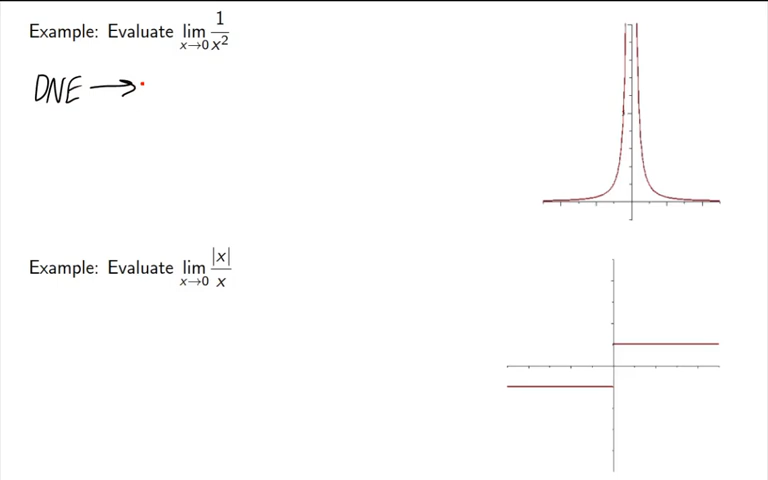 Example: Evaluate lim x→0 1/x²
DNE →
Example: Evaluate lim x→0 |x|/x